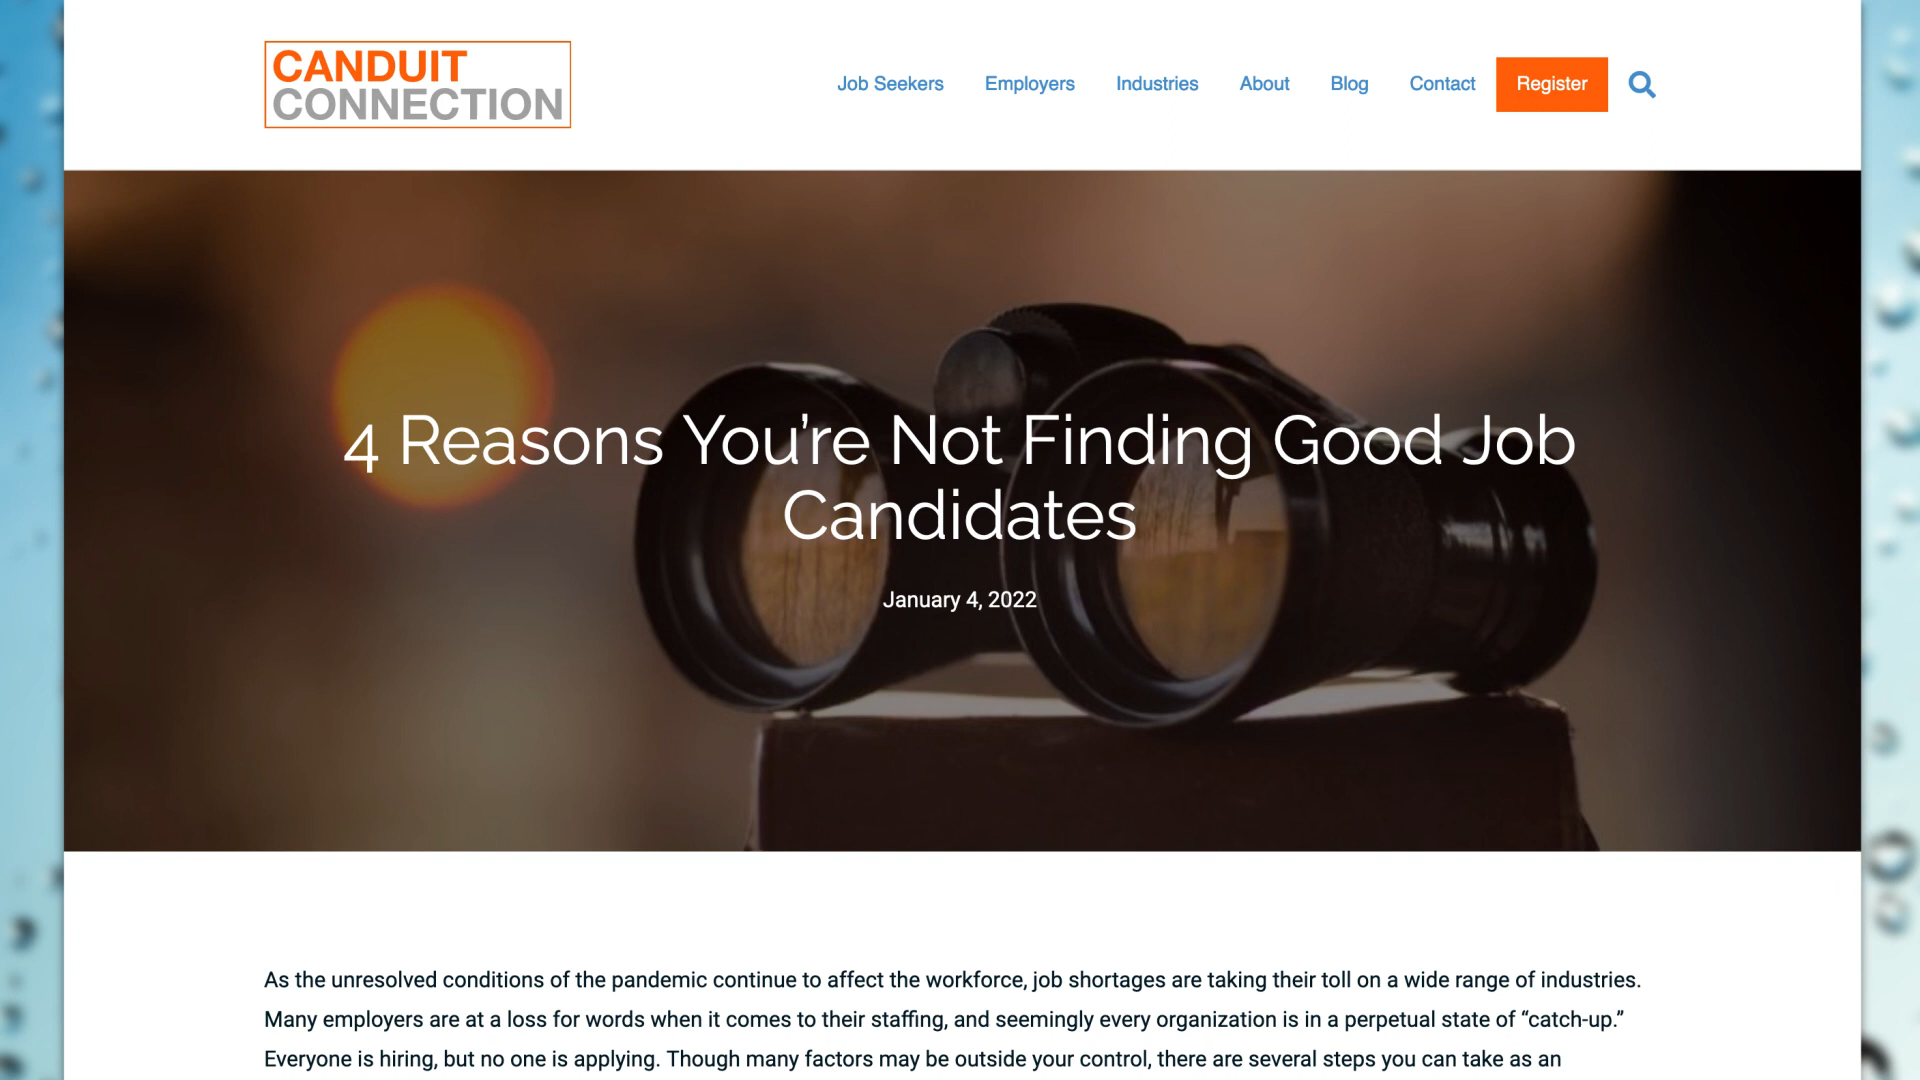 CANDUIT
CONNECTION
Job Seekers Employers Industries About Blog Contact Register
4 Reasons You’re Not Finding Good Job
Candidates
January 4, 2022
As the unresolved conditions of the pandemic continue to affect the workforce, job shortages are taking their toll on a wide range of industries.
Many employers are at a loss for words when it comes to their staffing, and seemingly every organization is in a perpetual state of “catch-up.”
Everyone is hiring, but no one is applying. Though many factors may be outside your control, there are several steps you can take as an